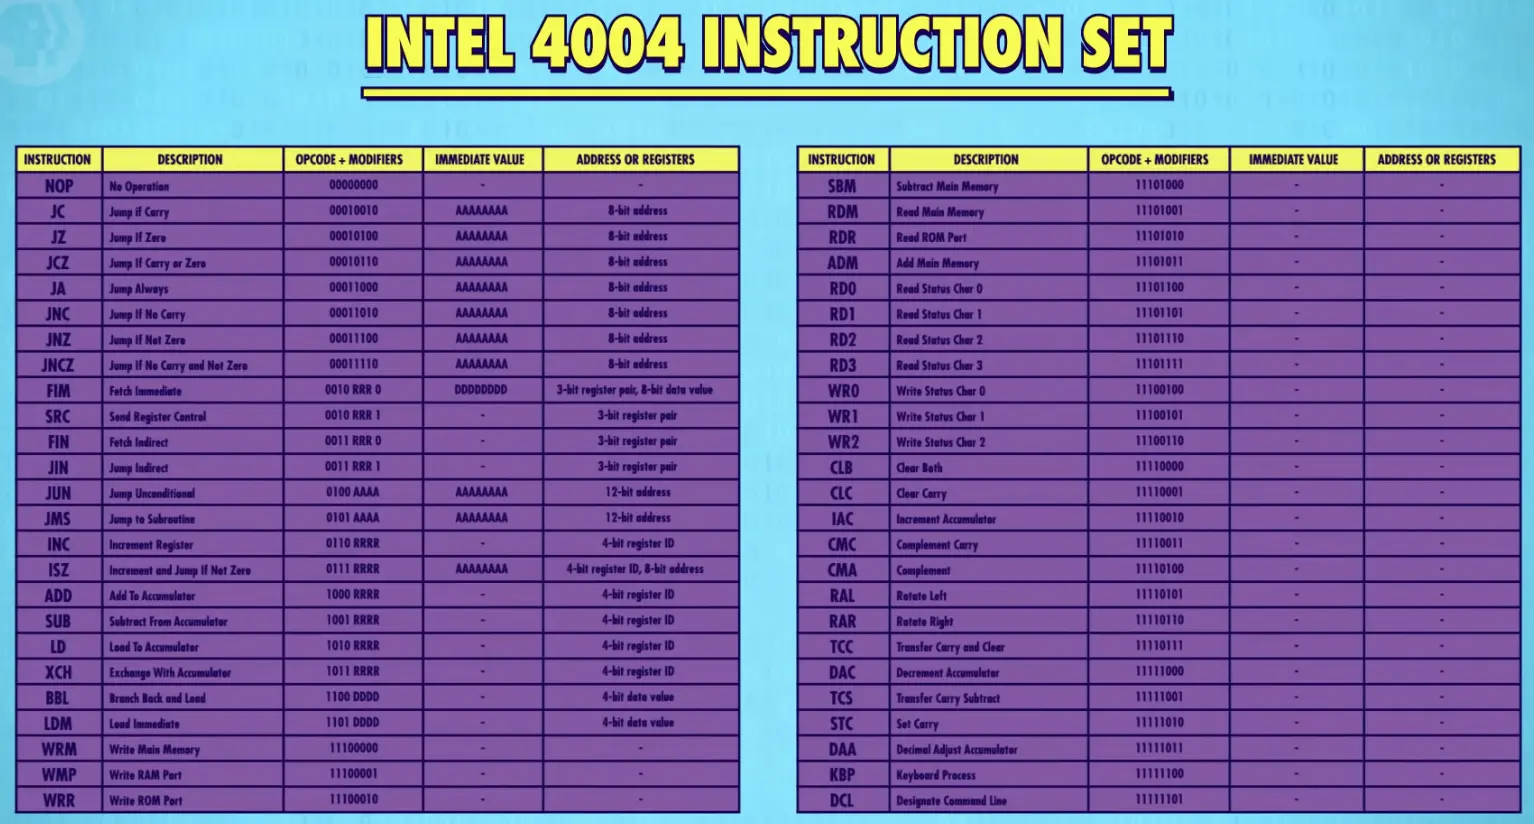 INTEL 4004 INSTRUCTION SET
INSTRUCTION DESCRIPTION OPCODE + MODIFIERS IMMEDIATE VALUE ADDRESS OR REGISTERS
NOP No Operation 00000000 - -
JC Jump if Carry 00010010 AAAAAAAA 8-bit address
JZ Jump If Zero 00010100 AAAAAAAA 8-bit address
JCZ Jump If Carry or Zero 00010110 AAAAAAAA 8-bit address
JA Jump Always 00011000 AAAAAAAA 8-bit address
JNC Jump If No Carry 00011010 AAAAAAAA 8-bit address
JNZ Jump If Not Zero 00011100 AAAAAAAA 8-bit address
JNCZ Jump If No Carry and Not Zero 00011110 AAAAAAAA 8-bit address
FIM Fetch Immediate 0010 RRR 0 DDDDDDDD 3-bit register pair, 8-bit data value
SRC Send Register Control 0010 RRR 1 - 3-bit register pair
FIN Fetch Indirect 0011 RRR 0 - 3-bit register pair
JIN Jump Indirect 0011 RRR 1 - 3-bit register pair
JUN Jump Unconditional 0100 AAAA AAAAAAAA 12-bit address
JMS Jump to Subroutine 0101 AAAA AAAAAAAA 12-bit address
INC Increment Register 0110 RRRR - 4-bit register ID
ISZ Increment and Jump If Not Zero 0111 RRRR AAAAAAAA 4-bit register ID, 8-bit address
ADD Add To Accumulator 1000 RRRR - 4-bit register ID
SUB Subtract From Accumulator 1001 RRRR - 4-bit register ID
LD Load To Accumulator 1010 RRRR - 4-bit register ID
XCH Exchange With Accumulator 1011 RRRR - 4-bit register ID
BBL Branch Back and Load 1100 DDDD - 4-bit data value
LDM Load Immediate 1101 DDDD - 4-bit data value
WRM Write Main Memory 11100000 - -
WMP Write RAM Port 11100001 - -
WRR Write ROM Port 11100010 - -
INSTRUCTION DESCRIPTION OPCODE + MODIFIERS IMMEDIATE VALUE ADDRESS OR REGISTERS
SBM Subtract Main Memory 11101000 - -
RDM Read Main Memory 11101001 - -
RDR Read ROM Port 11101010 - -
ADM Add Main Memory 11101011 - -
RD0 Read Status Char 0 11101100 - -
RD1 Read Status Char 1 11101101 - -
RD2 Read Status Char 2 11101110 - -
RD3 Read Status Char 3 11101111 - -
WR0 Write Status Char 0 11100100 - -
WR1 Write Status Char 1 11100101 - -
WR2 Write Status Char 2 11100110 - -
CLB Clear Both 11110000 - -
CLC Clear Carry 11110001 - -
IAC Increment Accumulator 11110010 - -
CMC Complement Carry 11110011 - -
CMA Complement 11110100 - -
RAL Rotate Left 11110101 - -
RAR Rotate Right 11110110 - -
TCC Transfer Carry and Clear 11110111 - -
DAC Decrement Accumulator 11111000 - -
TCS Transfer Carry Subtract 11111001 - -
STC Set Carry 11111010 - -
DAA Decimal Adjust Accumulator 11111011 - -
KBP Keyboard Process 11111100 - -
DCL Designate Command Line 11111101 - -